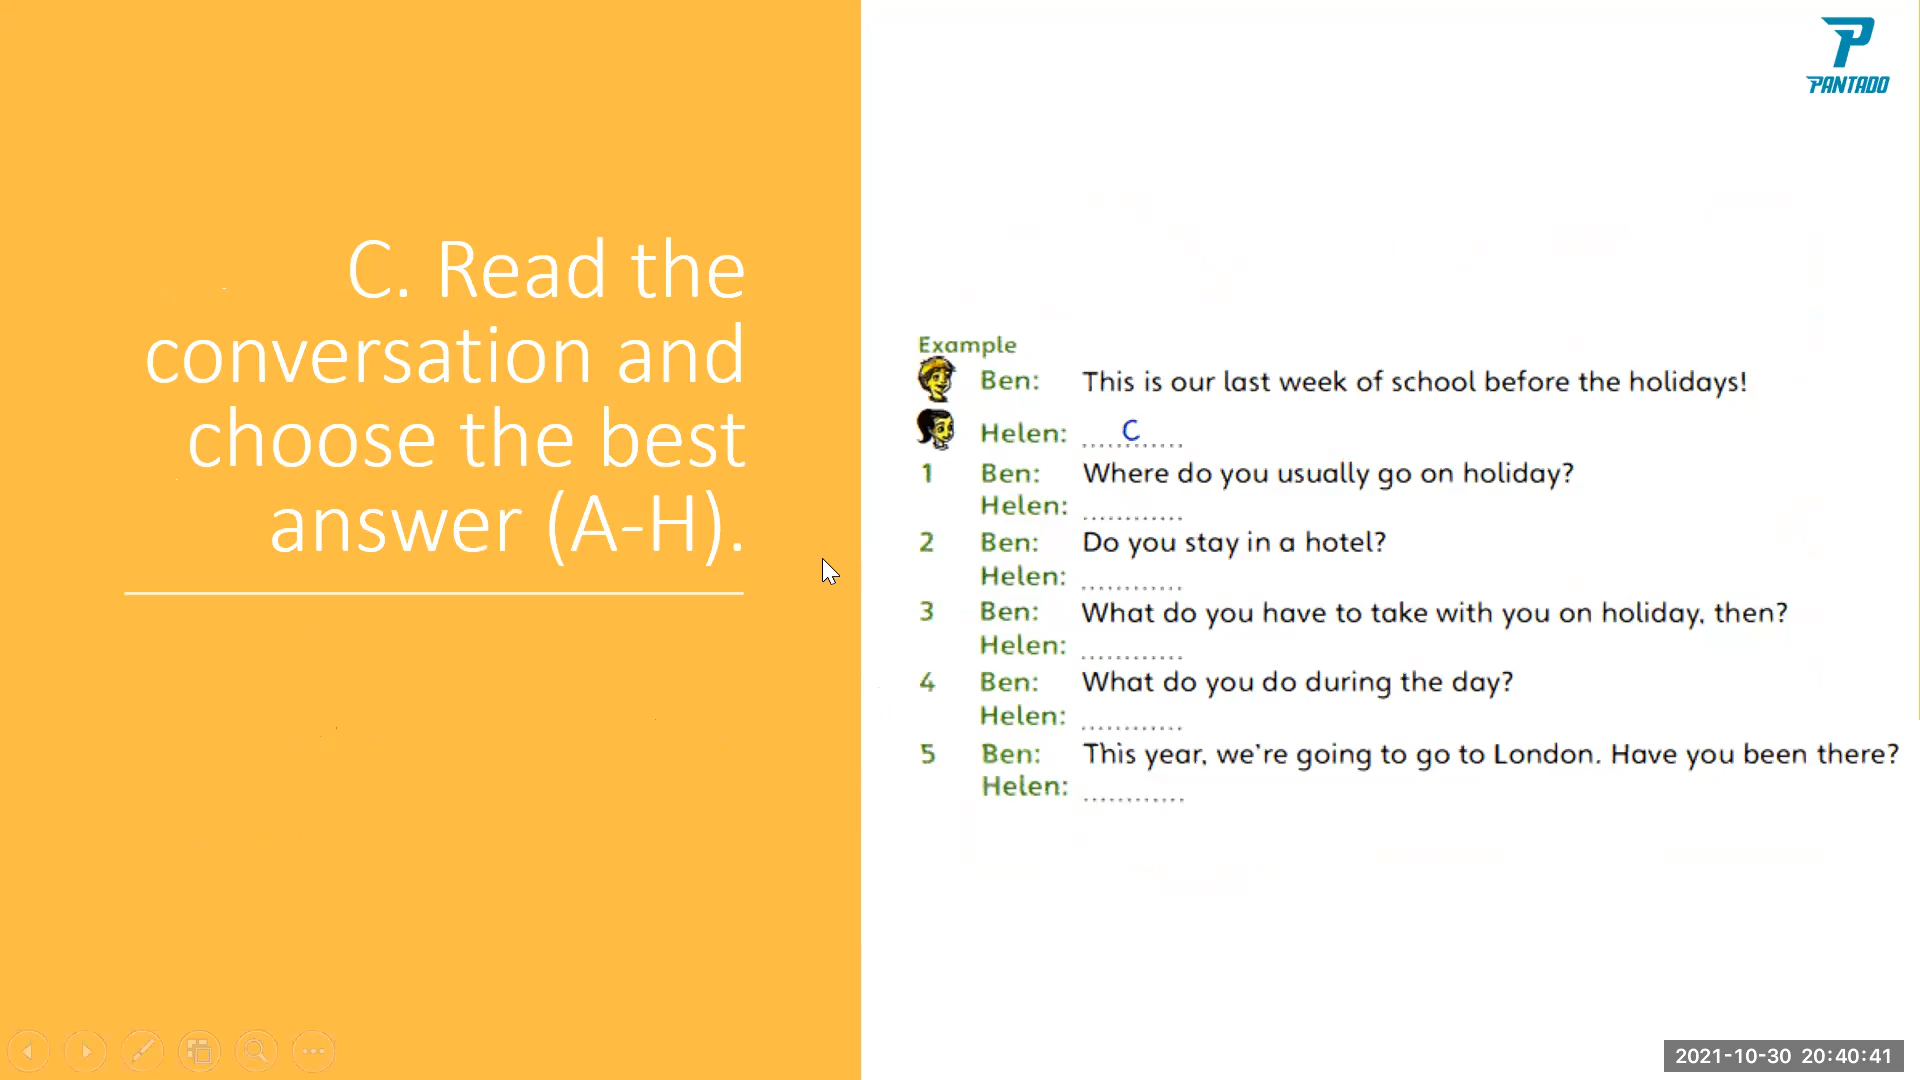 PANTADO
C. Read the
conversation and
choose the best
answer (A-H).
Example
Ben: This is our last week of school before the holidays!
Helen: ............ C
1 Ben: Where do you usually go on holiday?
Helen: ............
2 Ben: Do you stay in a hotel?
Helen: ............
3 Ben: What do you have to take with you on holiday, then?
Helen: ............
4 Ben: What do you do during the day?
Helen: ............
5 Ben: This year, we're going to go to London. Have you been there?
Helen: ............
2021-10-30 20:40:41